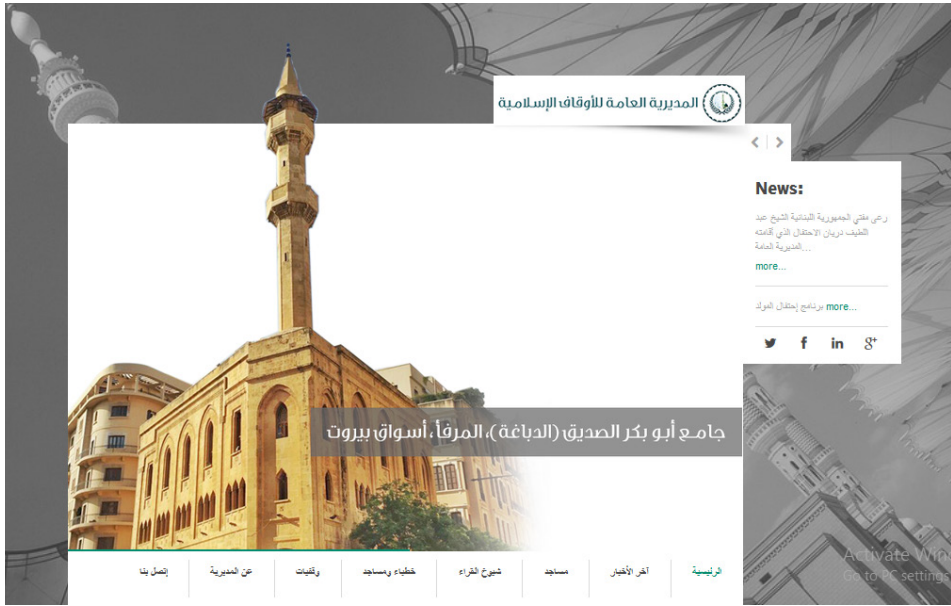 المديرية العامة للأوقاف الإسلامية
News:
رعى مفتي الجمهورية اللبنانية الشيخ عبد
اللطيف دريان الاحتفال الذي أقامته
المديرية العامة...
more...
برنامج إحتفال المولد more...
جامع أبو بكر الصديق (الدباغة)، المرفأ، أسواق بيروت
الرئيسية
آخر الأخبار
مساجد
شيوخ القراء
خطباء ومساجد
وقفيات
عن المديرية
إتصل بنا
Activate Win
Go to PC settings